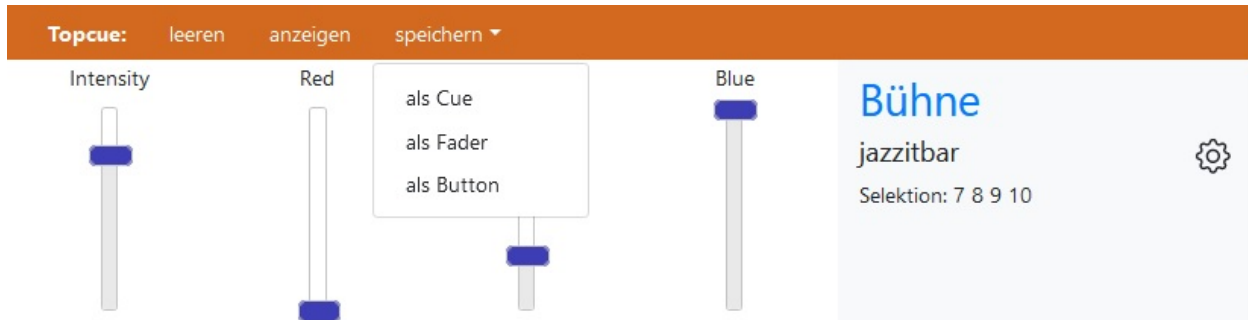 Topcue: leeren anzeigen speichern
Intensity Red Blue
als Cue
als Fader
als Button
Bühne
jazzitbar
Selektion: 7 8 9 10